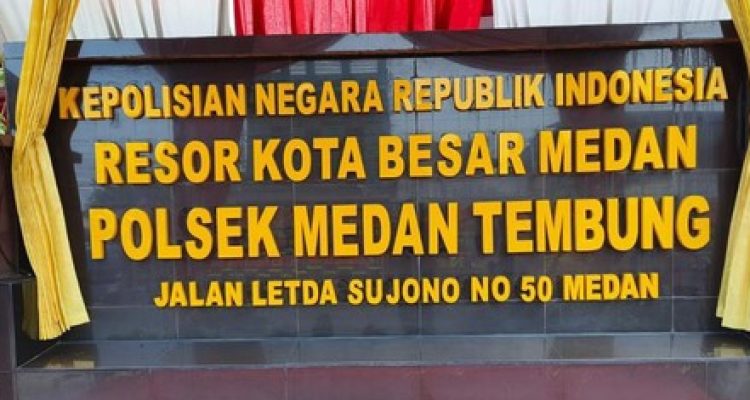 KEPOLISIAN NEGARA REPUBLIK INDONESIA
RESOR KOTA BESAR MEDAN
POLSEK MEDAN TEMBUNG
JALAN LETDA SUJONO NO 50 MEDAN